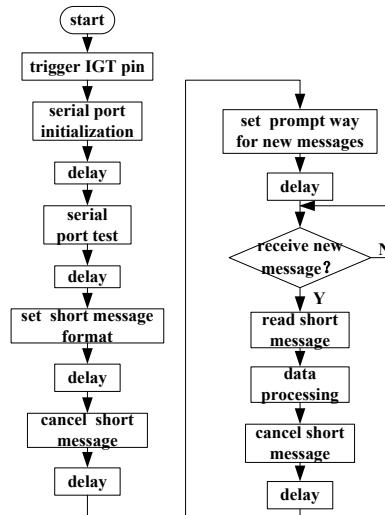 start
trigger IGT pin
serial port
initialization
delay
serial
port test
delay
set short message
format
delay
cancel short
message
delay
set prompt way
for new messages
delay
receive new
message?
N
Y
read short
message
data
processing
cancel short
message
delay